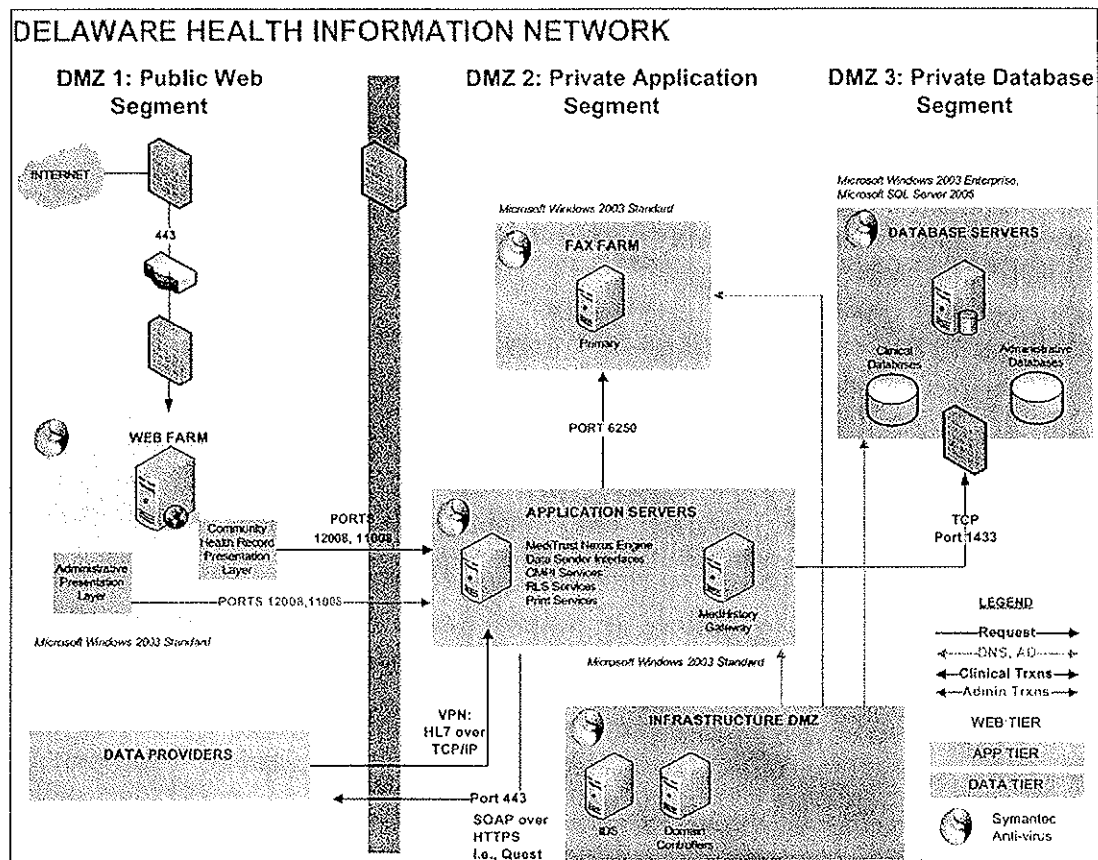 DELAWARE HEALTH INFORMATION NETWORK
DMZ 1: Public Web
Segment
DMZ 2: Private Application
Segment
DMZ 3: Private Database
Segment
INTERNET
443
WEB FARM
Community
Health Record
Presentation
Layer
Administrative
Presentation
Layer
Microsoft Windows 2003 Standard
PORTS
12008, 11008
PORTS 12008,11008
DATA PROVIDERS
Microsoft Windows 2003 Standard
FAX FARM
Primary
PORT 6250
APPLICATION SERVERS
MediTrust Nexus Engine
Data Sender Interfaces
CMPI Services
RLS Services
Print Services
MedHistory
Gateway
Microsoft Windows 2003 Standard
VPN:
HL7 over
TCP/IP
Port 443
SOAP over
HTTPS
I.e., Quest
INFRASTRUCTURE DMZ
IDS
Domain
Controllers
Microsoft Windows 2003 Enterprise,
Microsoft SQL Server 2005
DATABASE SERVERS
Clinical
Databases
Administrative
Databases
TCP
Port 1433
LEGEND
Request
DNS, AD
Clinical Trxns
Admin Trxns
WEB TIER
APP TIER
DATA TIER
Symantec
Anti-virus